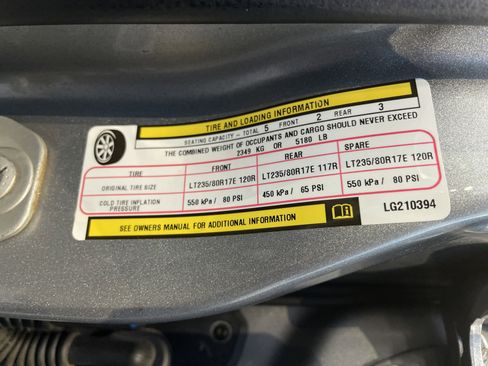 TIRE AND LOADING INFORMATION
SEATING CAPACITY - TOTAL 5 FRONT 2 REAR 3
THE COMBINED WEIGHT OF OCCUPANTS AND CARGO SHOULD NEVER EXCEED
2349 KG OR 5180 LB
TIRE FRONT REAR SPARE
ORIGINAL TIRE SIZE LT235/80R17E 120R LT235/80R17E 117R LT235/80R17E 120R
COLD TIRE INFLATION PRESSURE 550 kPa / 80 PSI 450 kPa / 65 PSI 550 kPa / 80 PSI
SEE OWNERS MANUAL FOR ADDITIONAL INFORMATION
LG210394